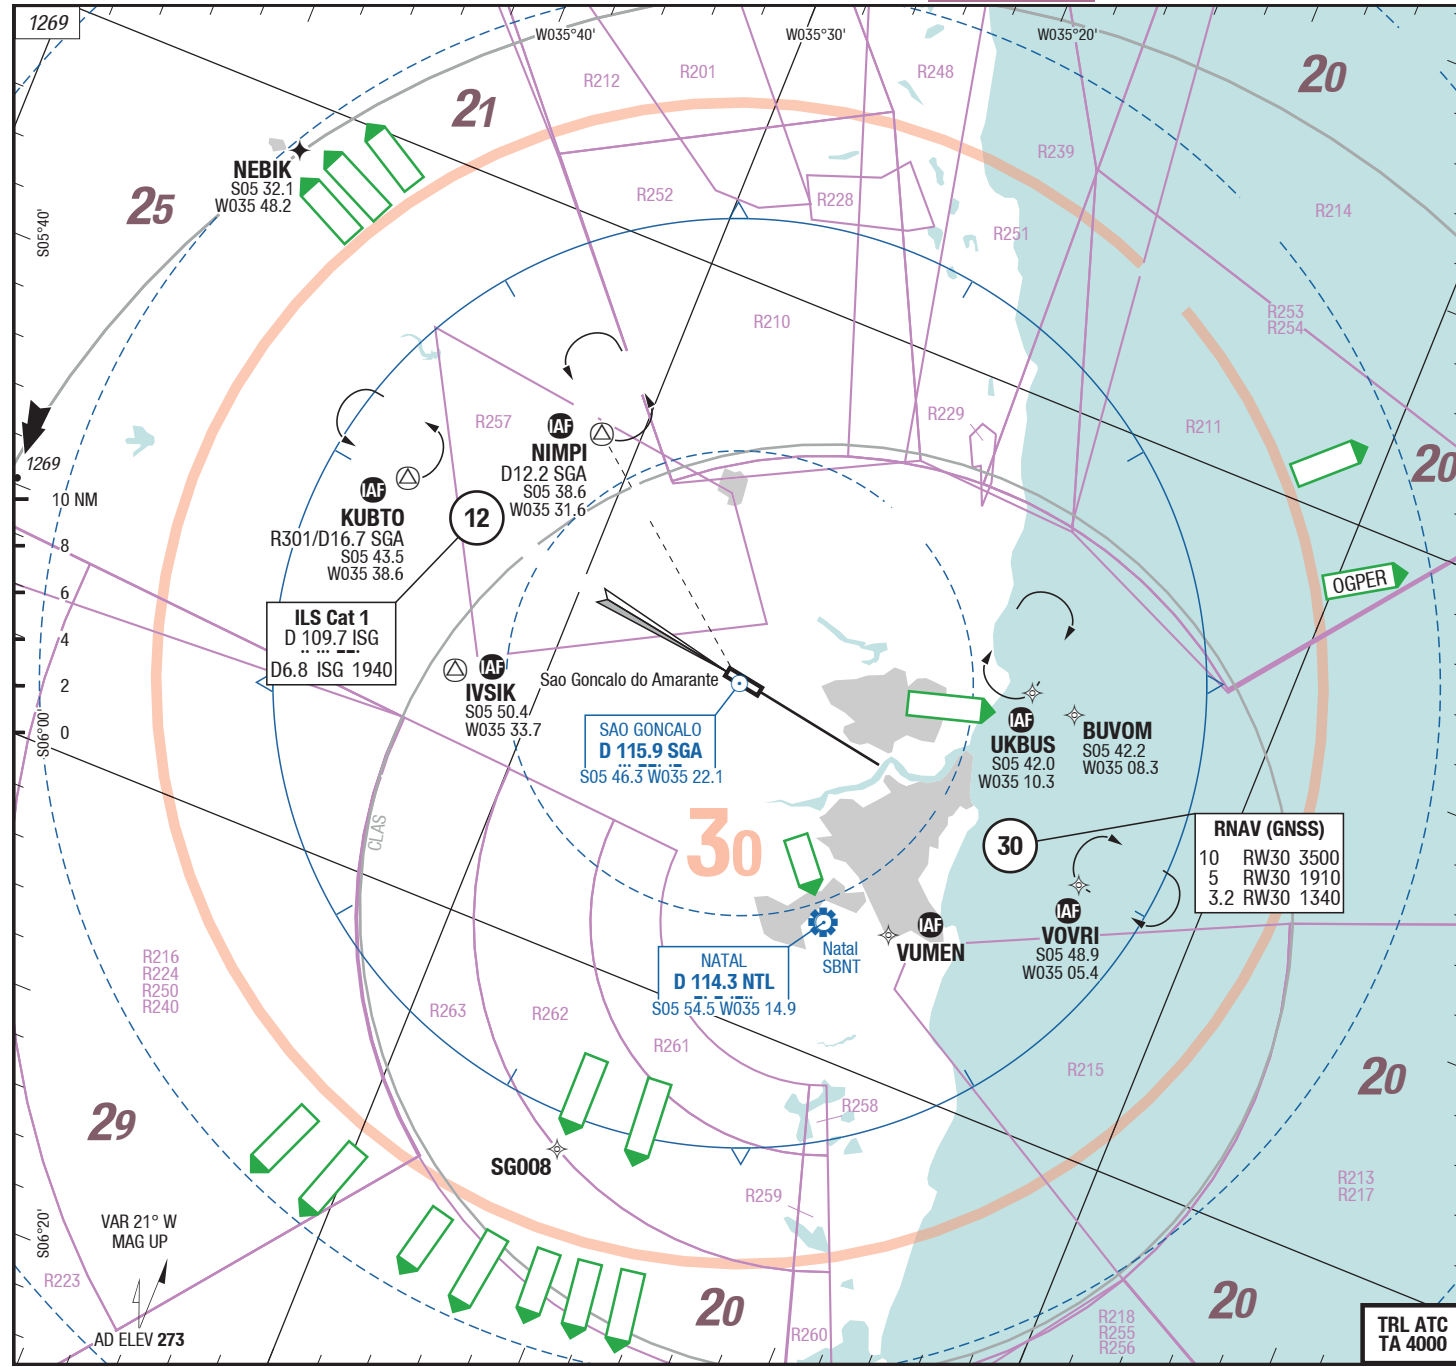 1269
W035°40'
W035°30'
W035°20'
20
21
R212
R201
R248
R239
NEBIK
S05 32.1
W035 48.2
25
R252
R228
R251
R214
S05°40'
R210
R253
R254
R257
R229
R211
IAF
NIMPI
D12.2 SGA
S05 38.6
W035 31.6
1269
20
10 NM
8
6
4
2
0
IAF
KUBTO
R301/D16.7 SGA
S05 43.5
W035 38.6
12
OGPER
ILS Cat 1
D 109.7 ISG
D6.8 ISG 1940
IAF
IVSIK
S05 50.4
W035 33.7
Sao Goncalo do Amarante
SAO GONCALO
D 115.9 SGA
S05 46.3 W035 22.1
IAF
UKBUS
S05 42.0
W035 10.3
BUVOM
S05 42.2
W035 08.3
S06°00'
CLAS
30
30
RNAV (GNSS)
10 RW30 3500
5 RW30 1910
3.2 RW30 1340
IAF
VUMEN
IAF
VOVRI
S05 48.9
W035 05.4
Natal
SBNT
NATAL
D 114.3 NTL
S05 54.5 W035 14.9
R216
R224
R250
R240
R263
R262
R261
R215
20
R258
29
SG008
R259
R213
R217
VAR 21° W
MAG UP
S06°20'
R223
AD ELEV 273
20
R260
20
R218
R255
R256
TRL ATC
TA 4000